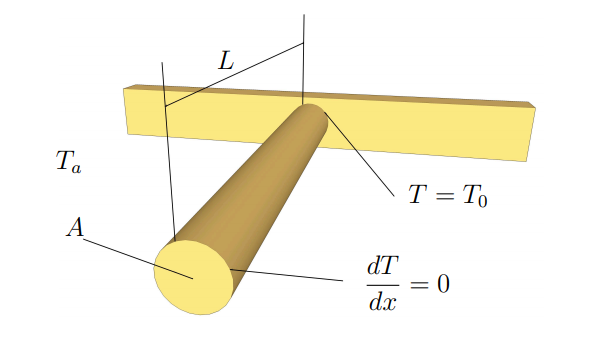 L
T_a
T = T_0
A
dT/dx = 0